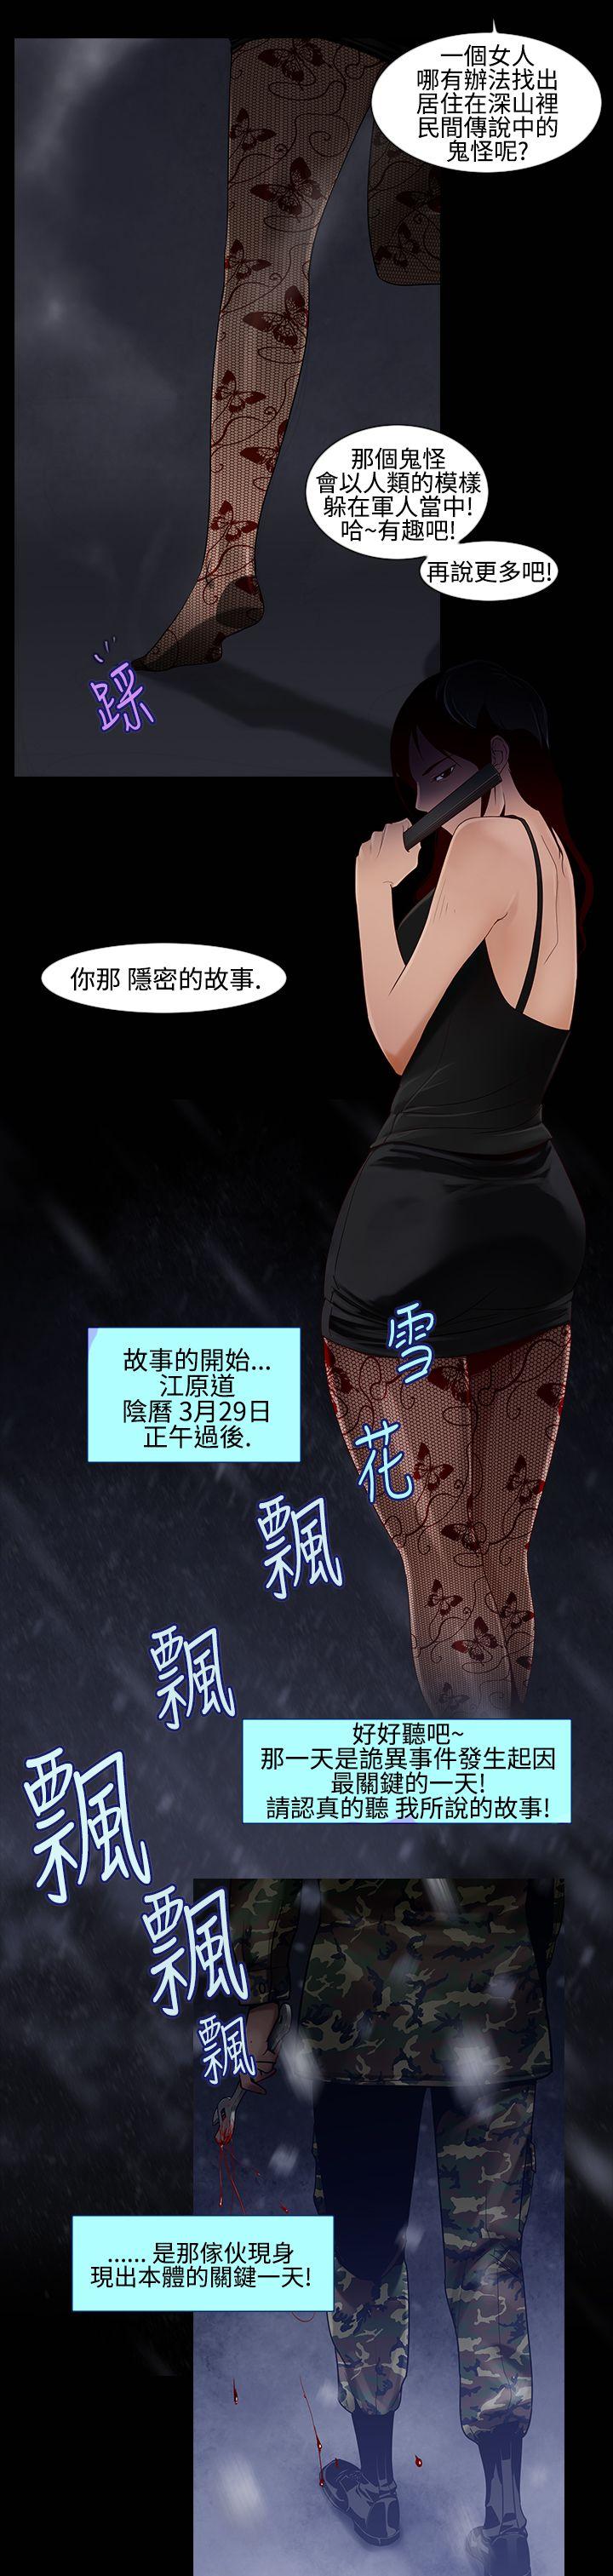 一個女人
哪有辦法找出
居住在深山裡
民間傳說中的
鬼怪呢?
那個鬼怪
會以人類的模樣
躲在軍人當中!
哈~有趣吧!
再說更多吧!
踩
你那 隱密的故事.
故事的開始...
江原道
陰曆 3月29日
正午過後.
雪
花
飄
飄
飄
飄
飄
好好聽吧~
那一天是詭異事件發生起因
最關鍵的一天!
請認真的聽 我所說的故事!
...... 是那傢伙現身
現出本體的關鍵一天!